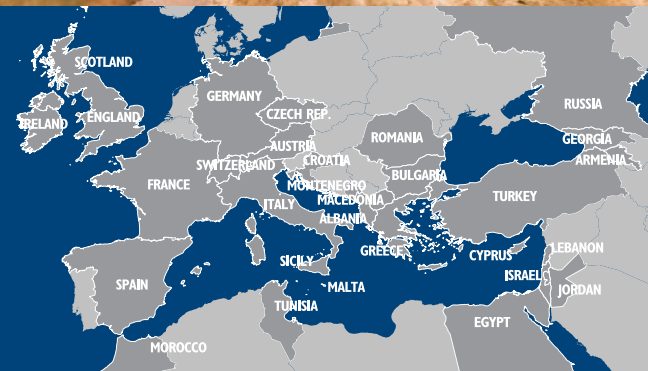 SCOTLAND
GERMANY
RUSSIA
CZECH REP.
IRELAND
ENGLAND
ROMANIA
GEORGIA
AUSTRIA
SWITZERLAND
CROATIA
ARMENIA
BULGARIA
FRANCE
MONTENEGRO
TURKEY
ITALY
MACEDONIA
ALBANIA
GREECE
LEBANON
CYPRUS
SICILY
ISRAEL
SPAIN
MALTA
JORDAN
TUNISIA
EGYPT
MOROCCO